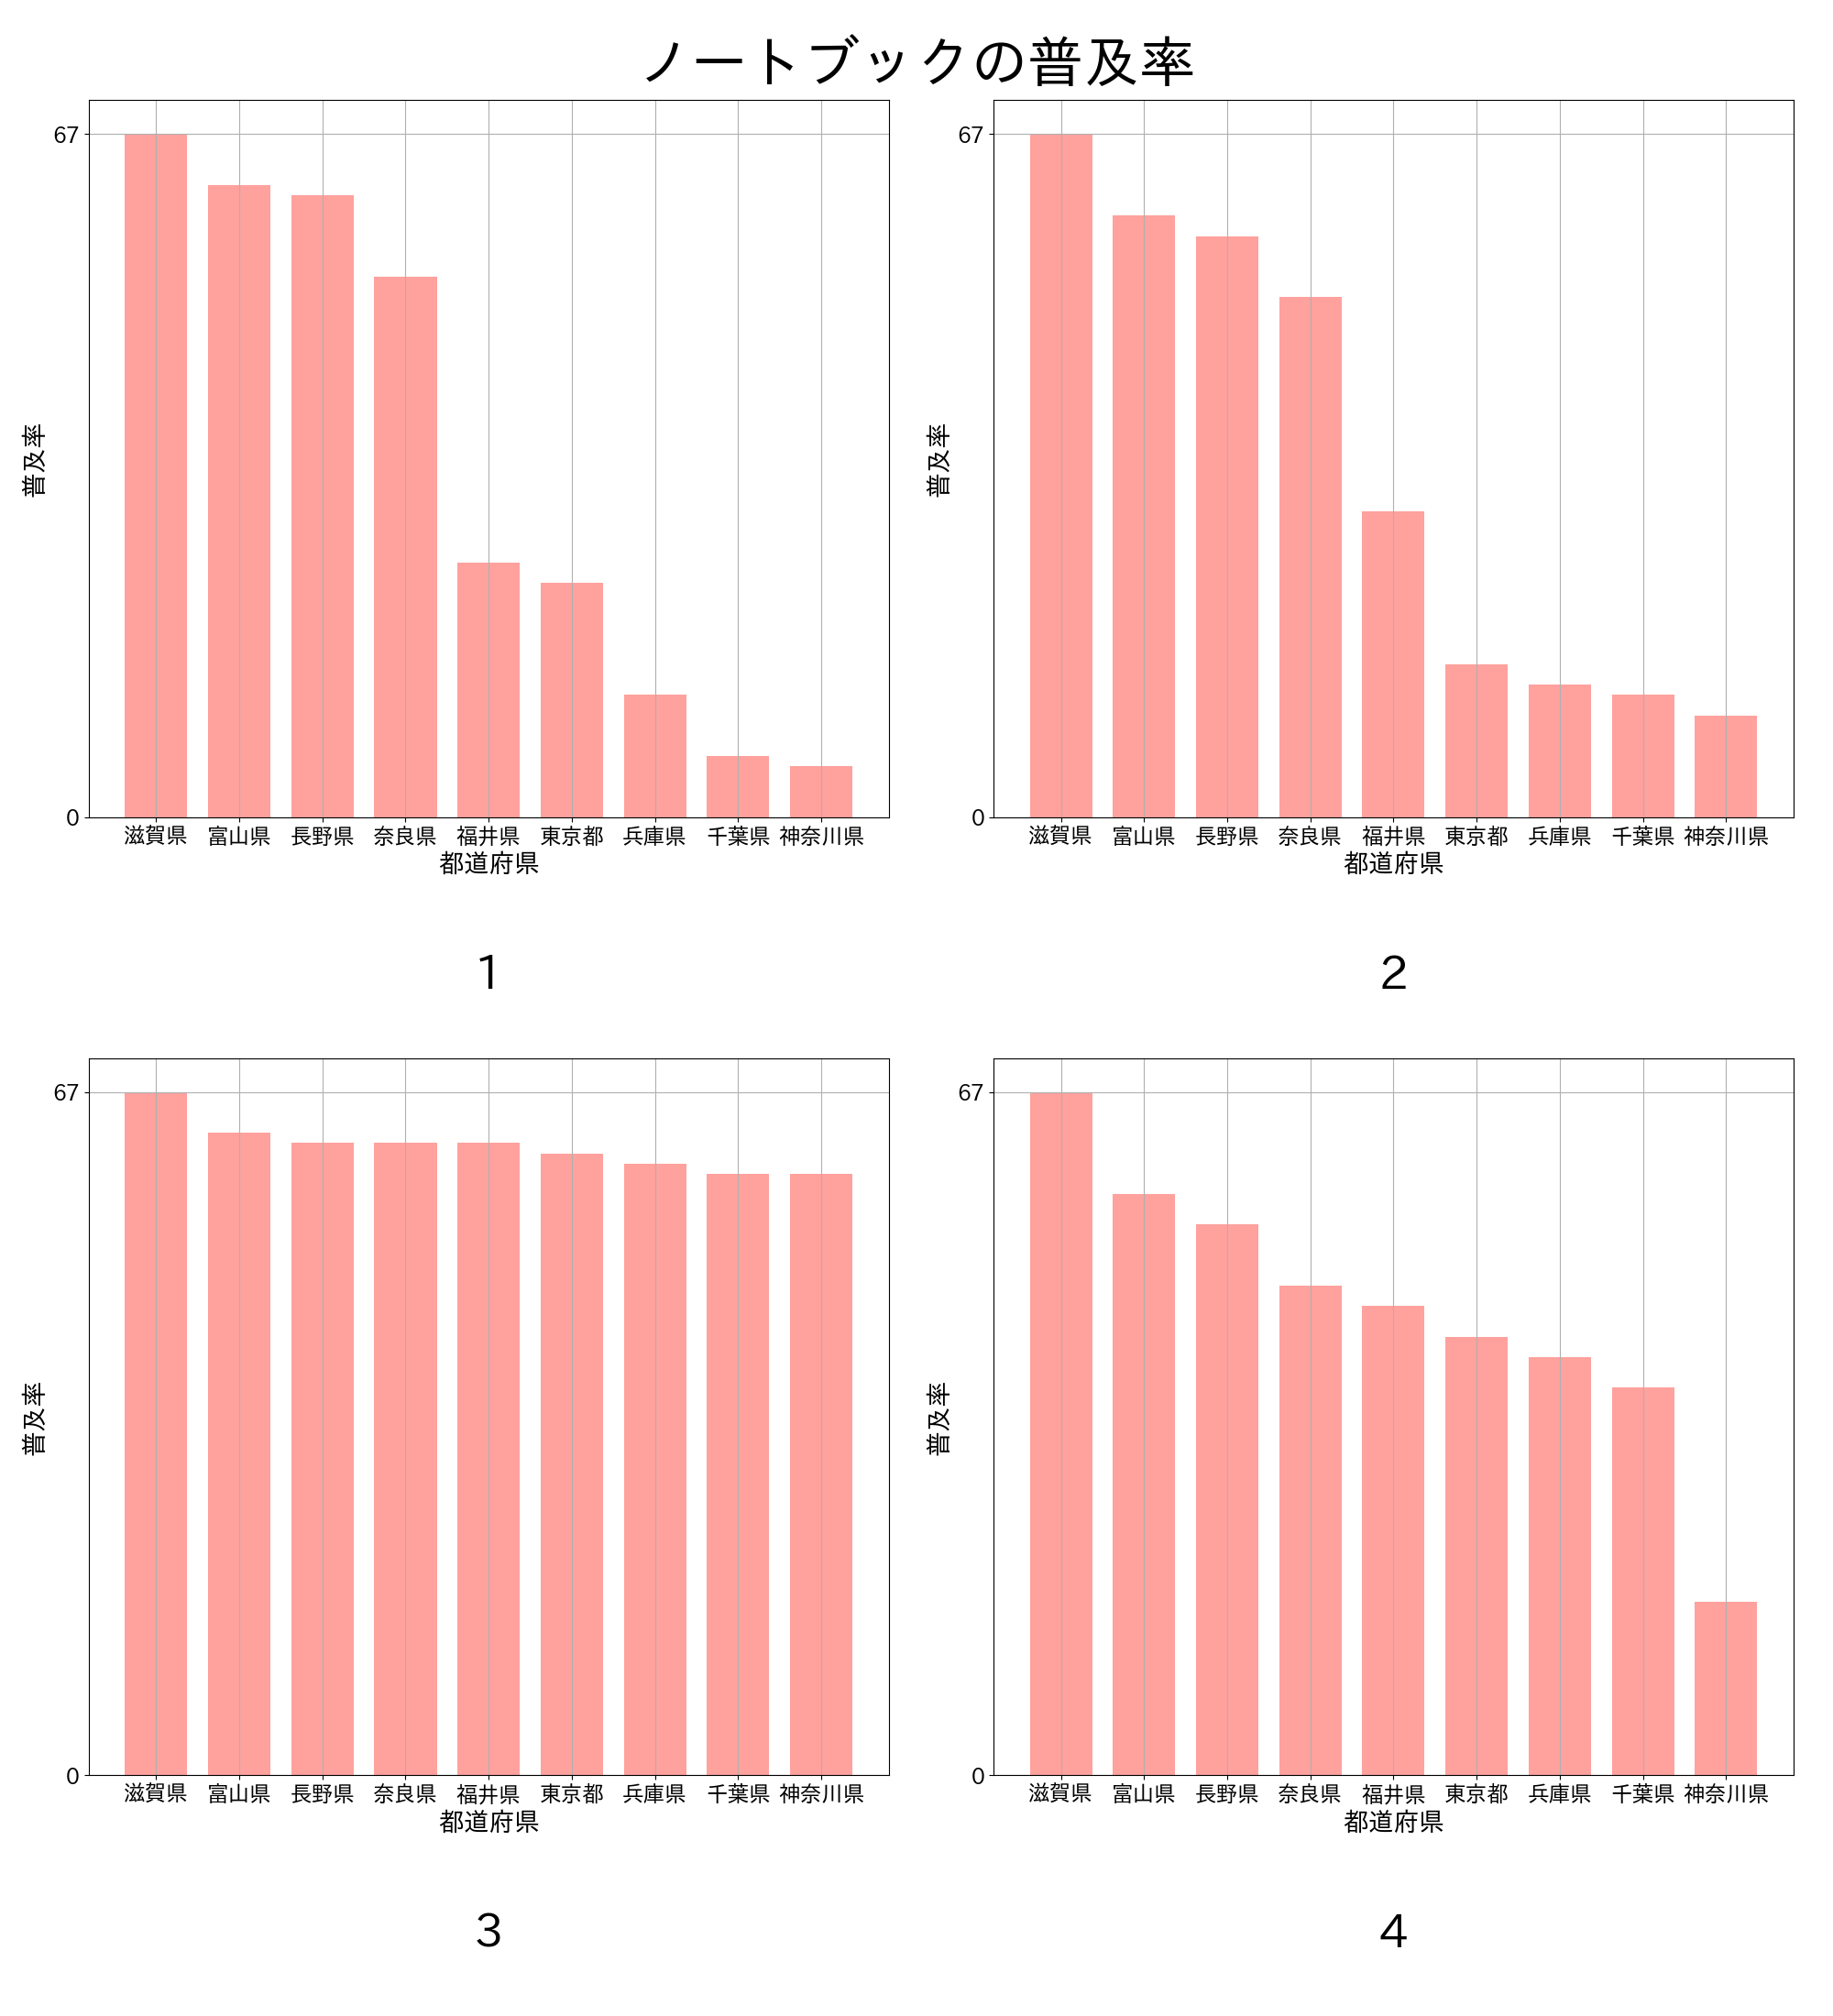 ノートブックの普及率
67
0
普及率
滋賀県 富山県 長野県 奈良県 福井県 東京都 兵庫県 千葉県 神奈川県
都道府県
1
67
0
普及率
滋賀県 富山県 長野県 奈良県 福井県 東京都 兵庫県 千葉県 神奈川県
都道府県
2
67
0
普及率
滋賀県 富山県 長野県 奈良県 福井県 東京都 兵庫県 千葉県 神奈川県
都道府県
3
67
0
普及率
滋賀県 富山県 長野県 奈良県 福井県 東京都 兵庫県 千葉県 神奈川県
都道府県
4